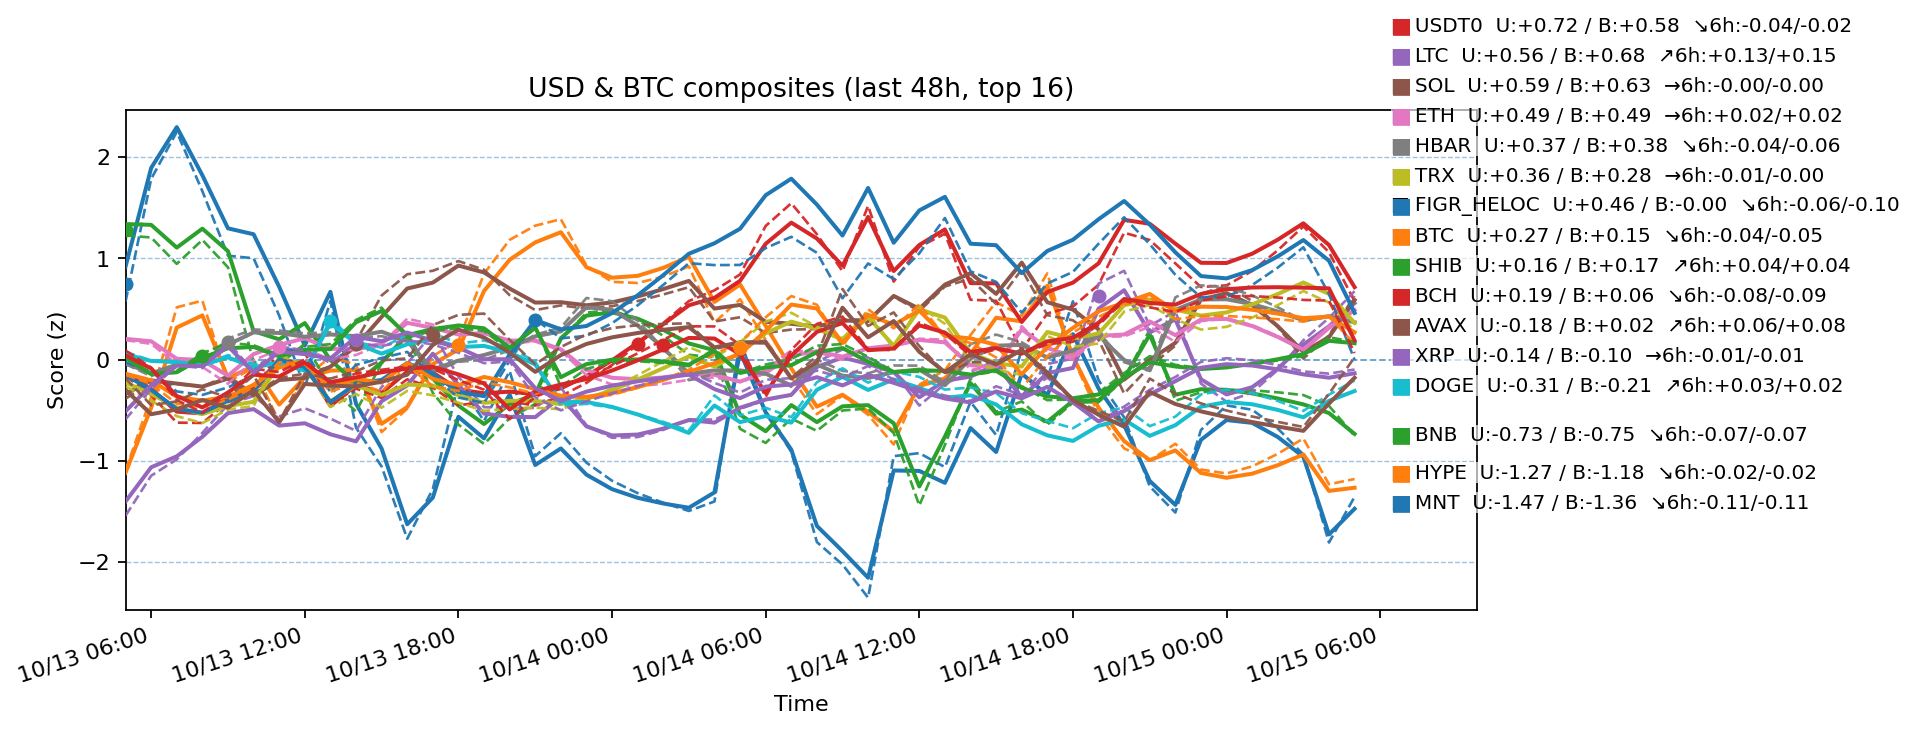 USD & BTC composites (last 48h, top 16)
USDT0 U:+0.72 / B:+0.58 ↘6h:-0.04/-0.02
LTC U:+0.56 / B:+0.68 ↗6h:+0.13/+0.15
SOL U:+0.59 / B:+0.63 →6h:-0.00/-0.00
ETH U:+0.49 / B:+0.49 →6h:+0.02/+0.02
HBAR U:+0.37 / B:+0.38 ↘6h:-0.04/-0.06
TRX U:+0.36 / B:+0.28 →6h:-0.01/-0.00
FIGR_HELOC U:+0.46 / B:-0.00 ↘6h:-0.06/-0.10
BTC U:+0.27 / B:+0.15 ↘6h:-0.04/-0.05
SHIB U:+0.16 / B:+0.17 ↗6h:+0.04/+0.04
BCH U:+0.19 / B:+0.06 ↘6h:-0.08/-0.09
AVAX U:-0.18 / B:+0.02 ↗6h:+0.06/+0.08
XRP U:-0.14 / B:-0.10 →6h:-0.01/-0.01
DOGE U:-0.31 / B:-0.21 ↗6h:+0.03/+0.02
BNB U:-0.73 / B:-0.75 ↘6h:-0.07/-0.07
HYPE U:-1.27 / B:-1.18 ↘6h:-0.02/-0.02
MNT U:-1.47 / B:-1.36 ↘6h:-0.11/-0.11
Score (z)
2
1
0
−1
−2
10/13 06:00
10/13 12:00
10/13 18:00
10/14 00:00
10/14 06:00
10/14 12:00
10/14 18:00
10/15 00:00
10/15 06:00
Time